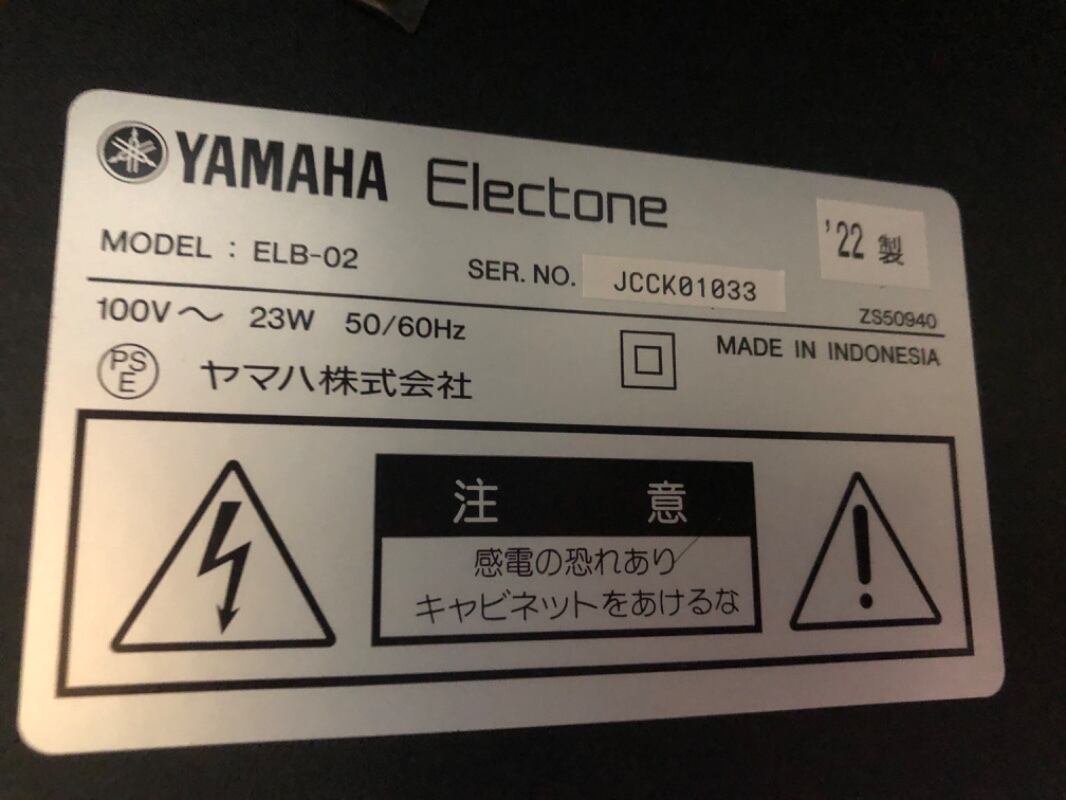 YAMAHA Electone
'22 製
MODEL : ELB-02
SER. NO. JCCK01033
ZS50940
100V〜 23W 50/60Hz
MADE IN INDONESIA
PSE
ヤマハ株式会社
注 意
感電の恐れあり
キャビネットをあけるな